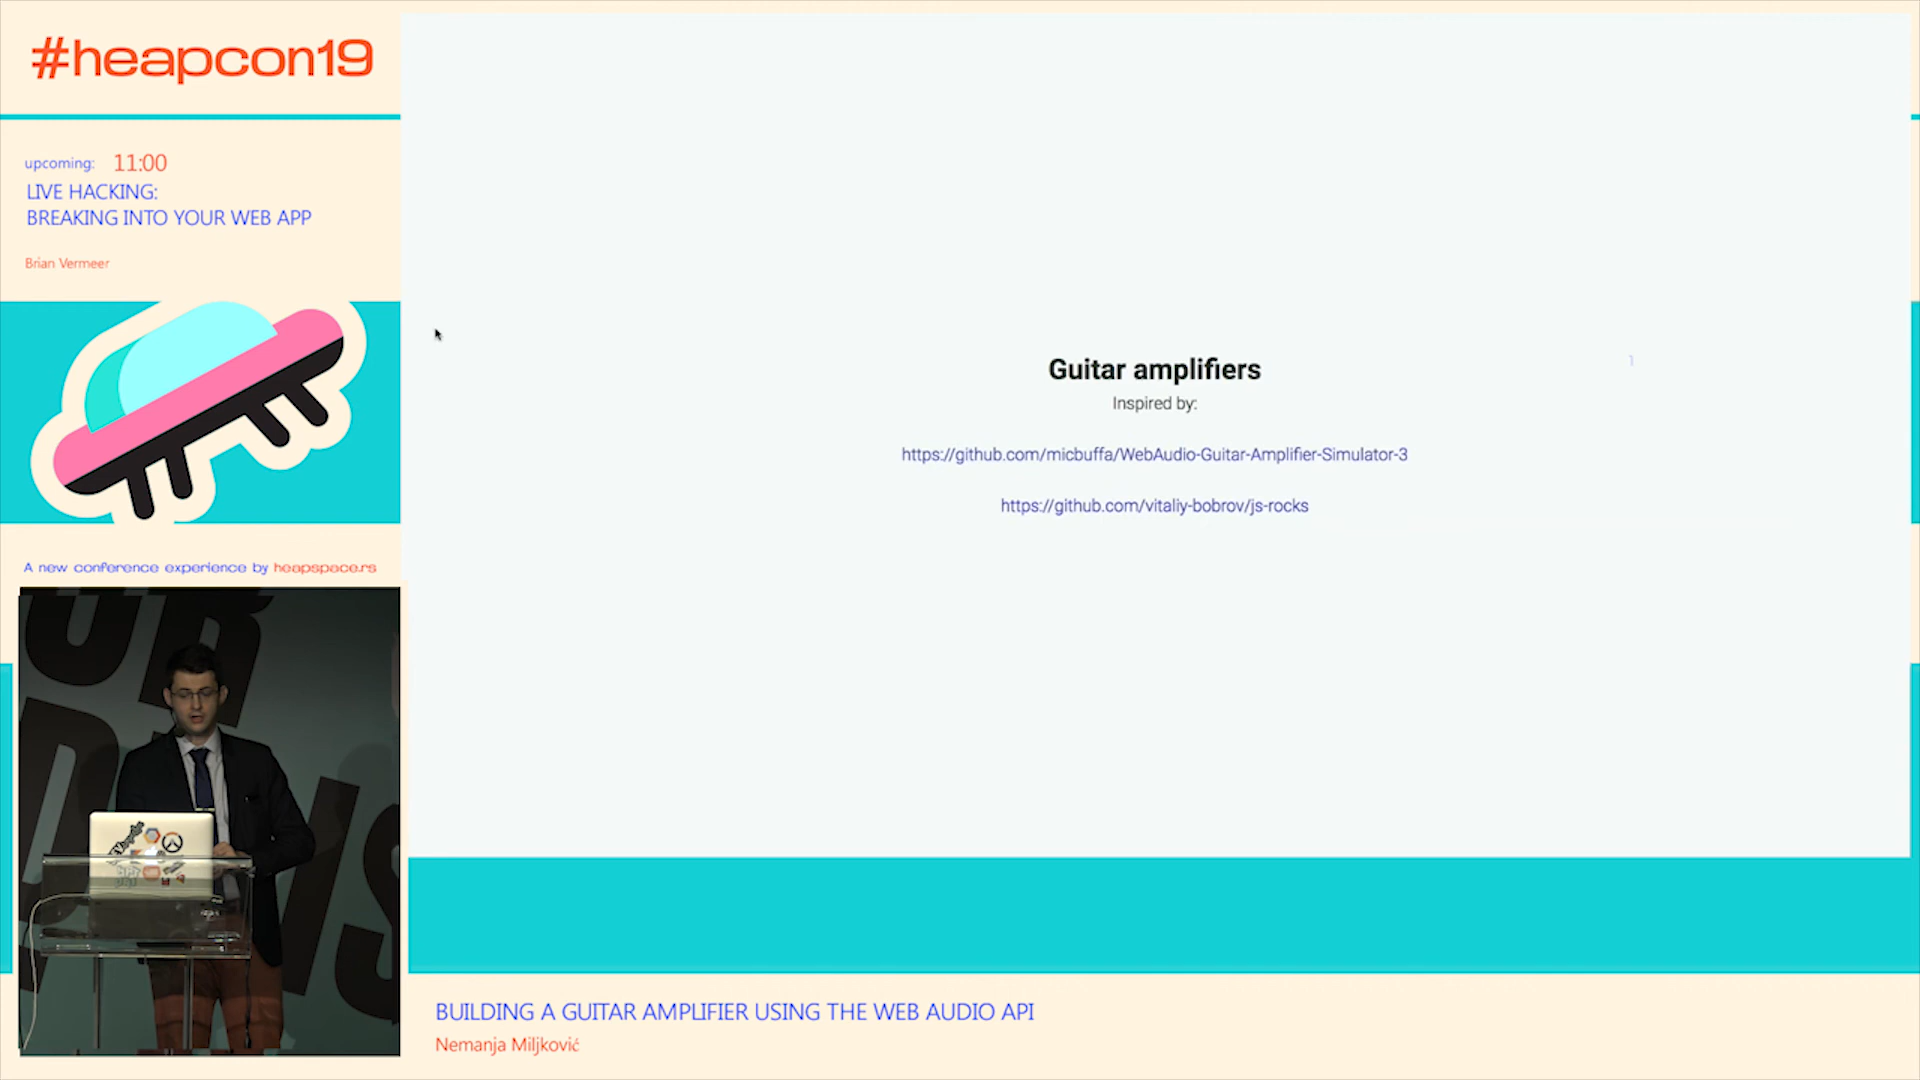 #heapcon19
upcoming: 11:00
LIVE HACKING:
BREAKING INTO YOUR WEB APP
Brian Vermeer
A new conference experience by heapspace.rs
Guitar amplifiers
1
Inspired by:
https://github.com/micbuffa/WebAudio-Guitar-Amplifier-Simulator-3
https://github.com/vitaliy-bobrov/js-rocks
BUILDING A GUITAR AMPLIFIER USING THE WEB AUDIO API
Nemanja Miljković